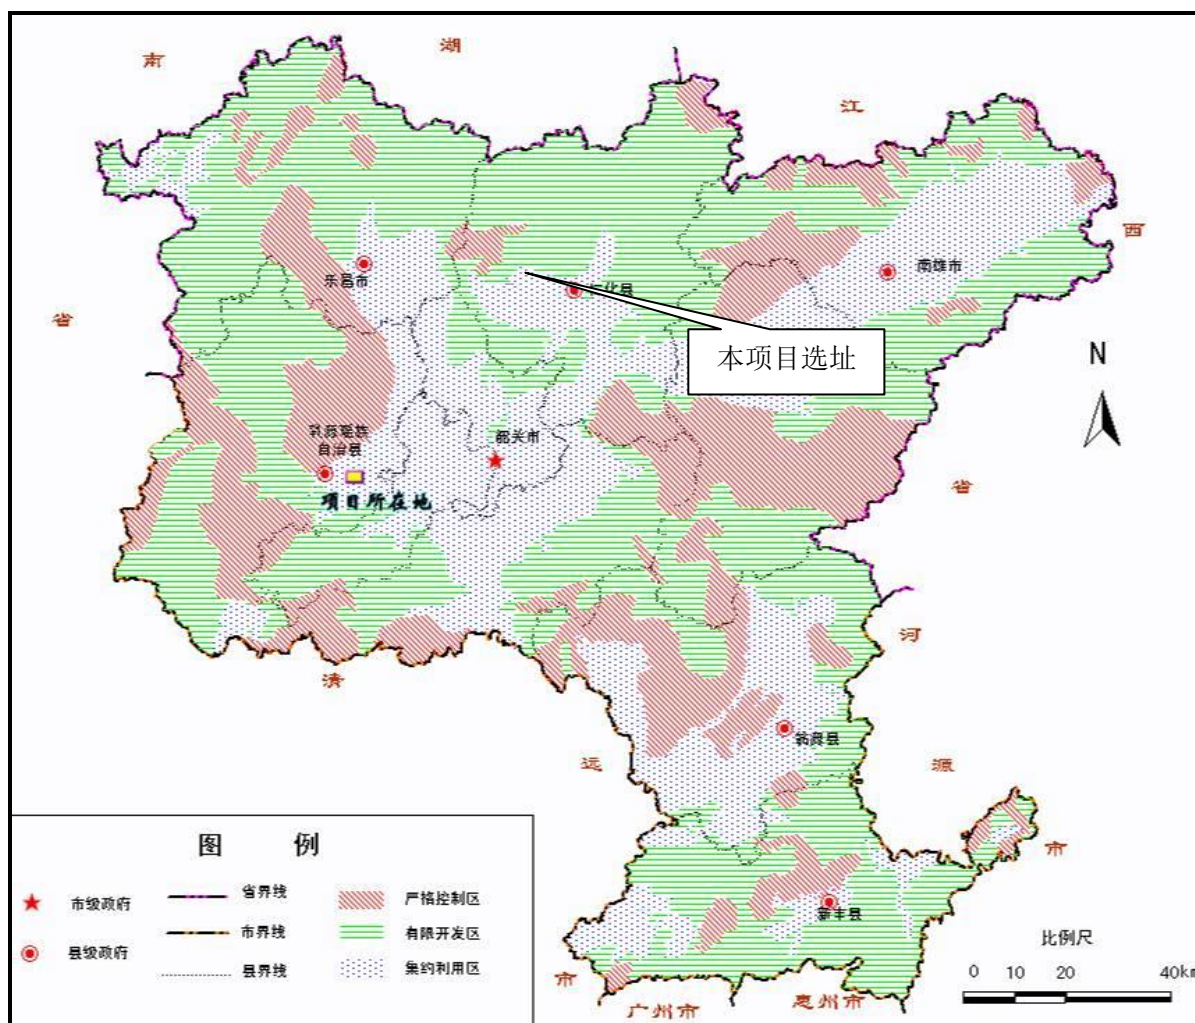 湖
南
江
西
省
乐昌市
仁化县
南雄市
本项目选址
N
乳源瑶族
自治县
韶关市
项目所在地
省
河
清
翁源县
远
源
市
新丰县
市
广州市
惠州市
图 例
市级政府
省界线
严格控制区
市界线
有限开发区
县级政府
县界线
集约利用区
比例尺
0 10 20 40km